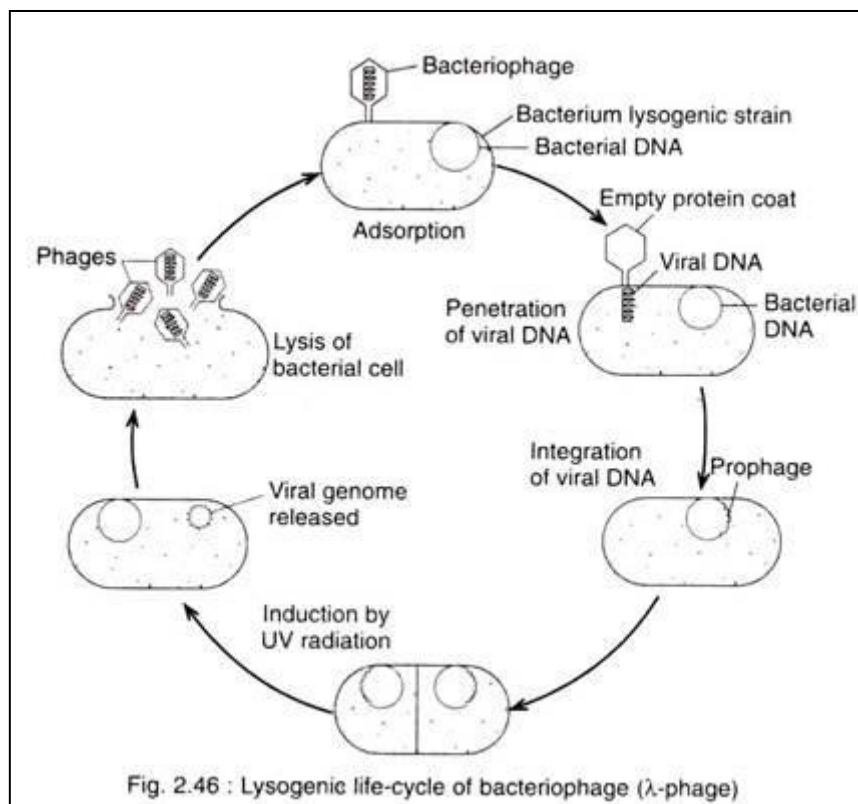 Bacteriophage
Bacterium lysogenic strain
Bacterial DNA
Adsorption
Empty protein coat
Viral DNA
Penetration
of viral DNA
Bacterial
DNA
Integration
of viral DNA
Prophage
Induction by
UV radiation
Viral genome
released
Phages
Lysis of
bacterial cell
Fig. 2.46 : Lysogenic life-cycle of bacteriophage (λ-phage)